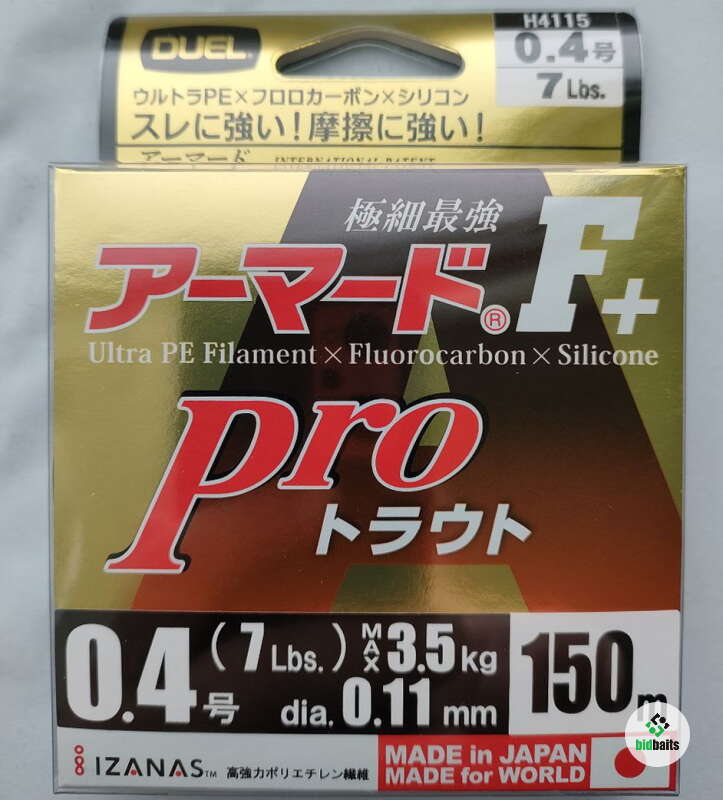 DUEL®
H4115
0.4号
7 Lbs.
ウルトラPE×フロロカーボン×シリコン
スレに強い！摩擦に強い！
アーマード INTERNATIONAL PATENT
極細最強
アーマード® F+
Ultra PE Filament × Fluorocarbon × Silicone
Pro
トラウト
0.4号 (7 Lbs.) MAX 3.5kg
dia. 0.11 mm
150m
IZANAS™ 高強力ポリエチレン繊維
MADE in JAPAN
MADE for WORLD
bidbaits